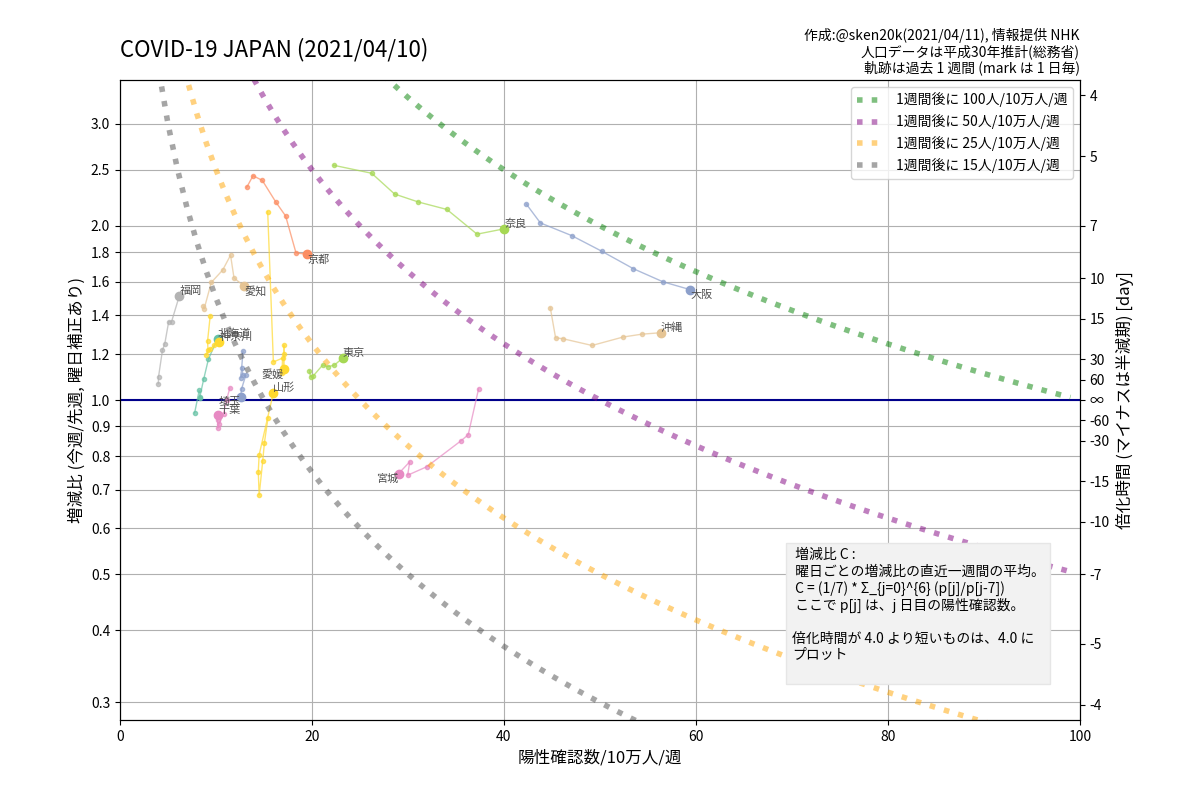 COVID-19 JAPAN (2021/04/10)
作成:@sken20k(2021/04/11), 情報提供 NHK
人口データは平成30年推計(総務省)
軌跡は過去 1 週間 (mark は 1 日毎)
1週間後に 100人/10万人/週
1週間後に 50人/10万人/週
1週間後に 25人/10万人/週
1週間後に 15人/10万人/週
増減比 (今週/先週, 曜日補正あり)
3.0
2.5
2.0
1.8
1.6
1.4
1.2
1.0
0.9
0.8
0.7
0.6
0.5
0.4
0.3
奈良
京都
福岡
愛知
大阪
沖縄
北海道
神奈川
東京
愛媛
山形
埼玉
千葉
宮城
4
5
7
10
15
30
60
∞
-60
-30
-15
-10
-7
-5
-4
倍化時間 (マイナスは半減期) [day]
増減比 C :
曜日ごとの増減比の直近一週間の平均。
C = (1/7) * Σ_{j=0}^{6} (p[j]/p[j-7])
ここで p[j] は、j 日目の陽性確認数。
倍化時間が 4.0 より短いものは、4.0 に
プロット
0 20 40 60 80 100
陽性確認数/10万人/週